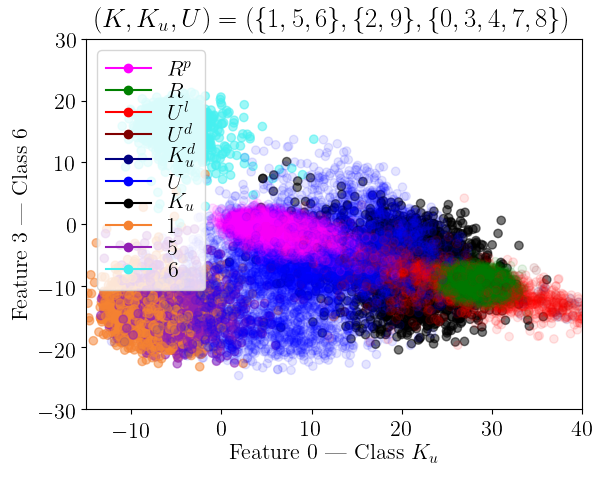 (K, K_u, U) = ({1, 5, 6}, {2, 9}, {0, 3, 4, 7, 8})
30
20
10
0
−10
−20
−30
Feature 3 — Class 6
R^p
R
U^l
U^d
K_u^d
U
K_u
1
5
6
−10 0 10 20 30 40
Feature 0 — Class K_u